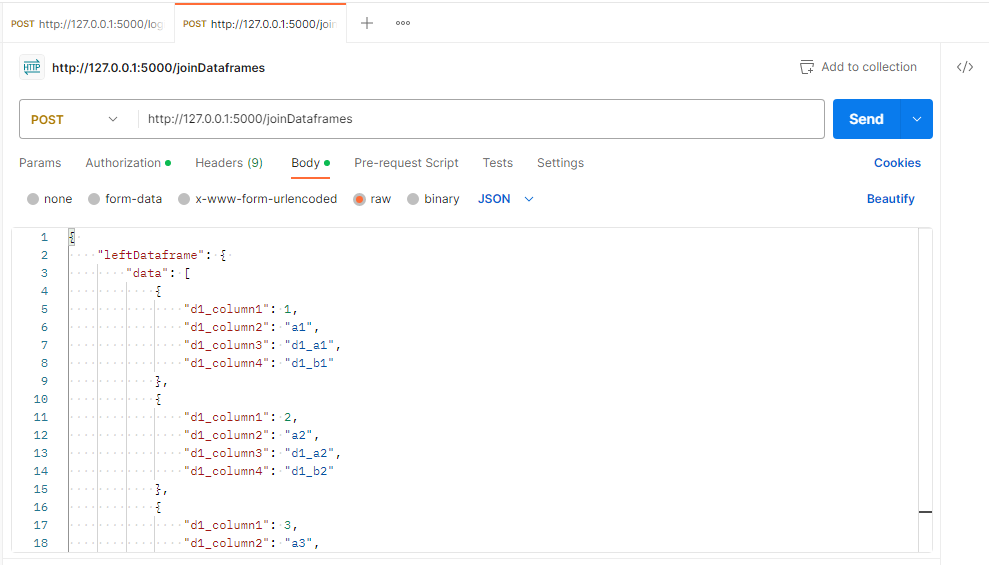 POST http://127.0.0.1:5000/log
POST http://127.0.0.1:5000/join
HTTP http://127.0.0.1:5000/joinDataframes
Add to collection
</>
POST http://127.0.0.1:5000/joinDataframes
Send
Params Authorization Headers (9) Body Pre-request Script Tests Settings Cookies
none form-data x-www-form-urlencoded raw binary JSON Beautify
1 {
2 "leftDataframe": {
3 "data": [
4 {
5 "d1_column1": 1,
6 "d1_column2": "a1",
7 "d1_column3": "d1_a1",
8 "d1_column4": "d1_b1"
9 },
10 {
11 "d1_column1": 2,
12 "d1_column2": "a2",
13 "d1_column3": "d1_a2",
14 "d1_column4": "d1_b2"
15 },
16 {
17 "d1_column1": 3,
18 "d1_column2": "a3",